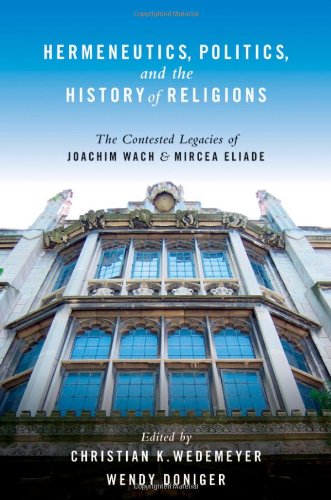 HERMENEUTICS, POLITICS,
and the
HISTORY of RELIGIONS
The Contested Legacies of
JOACHIM WACH & MIRCEA ELIADE
Edited by
CHRISTIAN K. WEDEMEYER
WENDY DONIGER